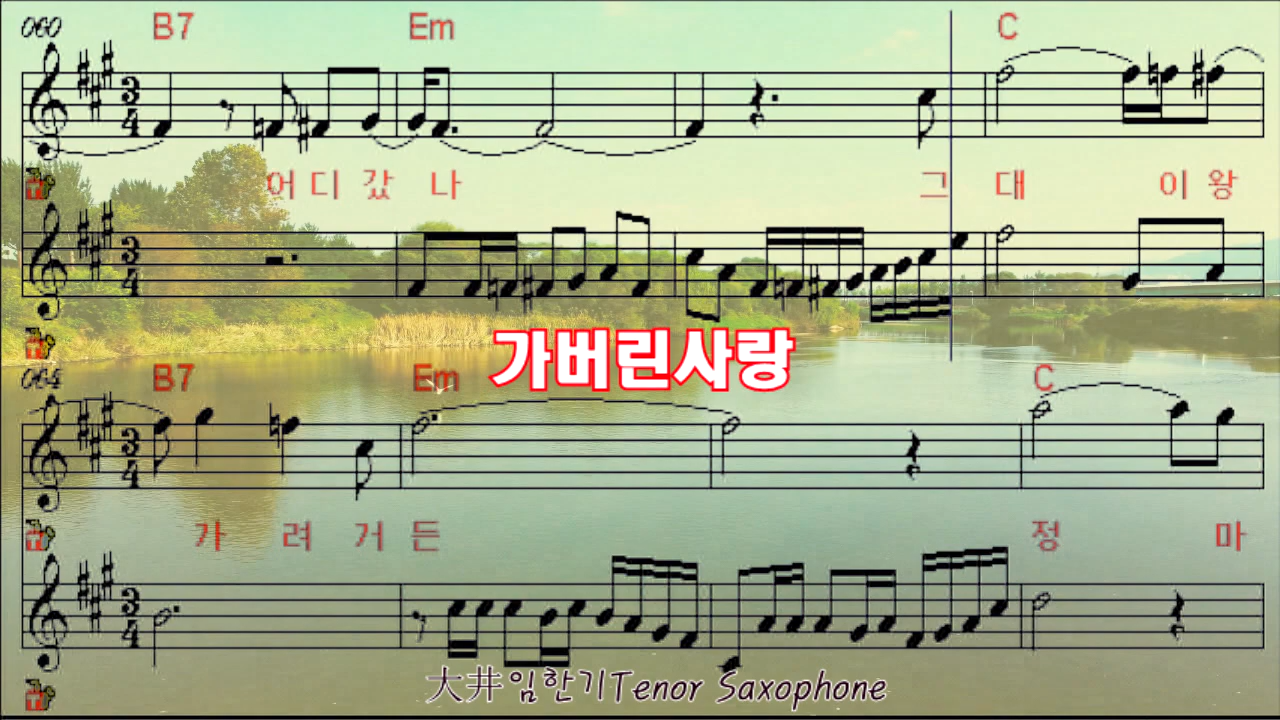 060 B7 Em C
어디갔 나 그 대 이 왕
가버린사랑
064 B7 Em C
가 려 거 든 정 마
大井임한기Tenor Saxophone